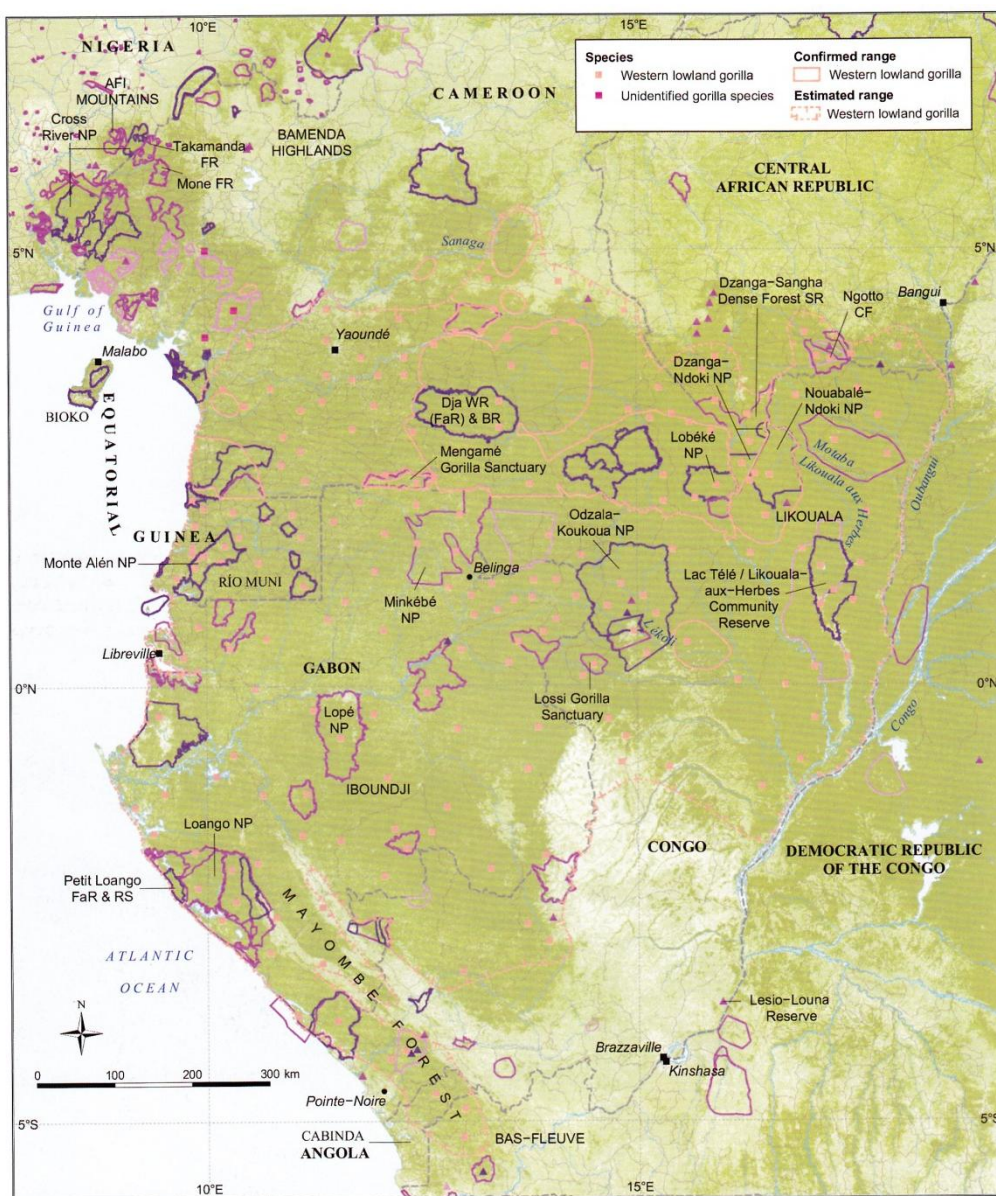 10°E
15°E
NIGERIA
AFI
MOUNTAINS
Cross
River NP
Takamanda
FR
Mone FR
BAMENDA
HIGHLANDS
CAMEROON
Species
Western lowland gorilla
Unidentified gorilla species
Confirmed range
Western lowland gorilla
Estimated range
Western lowland gorilla
CENTRAL
AFRICAN REPUBLIC
5°N
5°N
Sanaga
Gulf of
Guinea
Malabo
BIOKO
Yaoundé
Dzanga-Sangha
Dense Forest SR
Ngotto
CF
Bangui
Dzanga-
Ndoki NP
Nouabalé-
Ndoki NP
EQUATORIAL
GUINEA
Dja WR
(FaR) & BR
Mengamé
Gorilla Sanctuary
Lobéké
NP
Motaba
Likouala aux Herbes
Oubangui
LIKOUALA
Odzala-
Koukoua NP
Monte Alén NP
RÍO MUNI
Belinga
Minkébé
NP
Lac Télé / Likouala-
aux-Herbes
Community
Reserve
Lékoli
Libreville
GABON
0°N
0°N
Lossi Gorilla
Sanctuary
Congo
Lopé
NP
IBOUNDJI
Loango NP
CONGO
DEMOCRATIC REPUBLIC
OF THE CONGO
Petit Loango
FaR & RS
MAYOMBE FOREST
ATLANTIC
OCEAN
N
Lesio-Louna
Reserve
Brazzaville
Kinshasa
0 100 200 300 km
Pointe-Noire
5°S
5°S
CABINDA
ANGOLA
BAS-FLEUVE
10°E
15°E